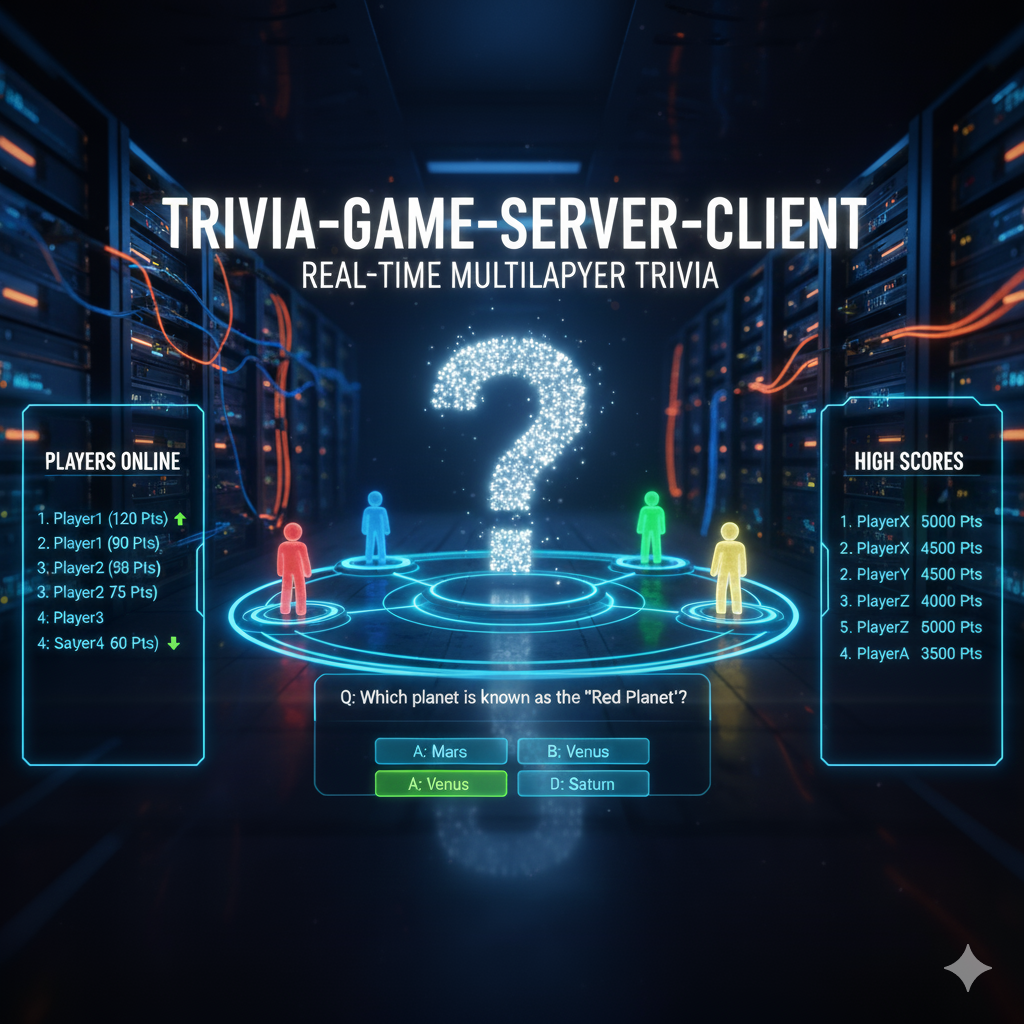 TRIVIA-GAME-SERVER-CLIENT
REAL-TIME MULTILAPYER TRIVIA
PLAYERS ONLINE
1. Player1 (120 Pts)
2. Player1 (90 Pts)
3. Player2 (98 Pls)
3. Player2 75 Pts)
4. Player3
4: Sayer4 60 Pts)
HIGH SCORES
1. PlayerX 5000 Pts
2. PlayerX 4500 Pts
2. PlayerY 4500 Pts
3. PlayerZ 4000 Pts
5. PlayerZ 5000 Pts
4. PlayerA 3500 Pts
Q: Which planet is known as the "Red Planet'?
A: Mars
B: Venus
A: Venus
D: Saturn